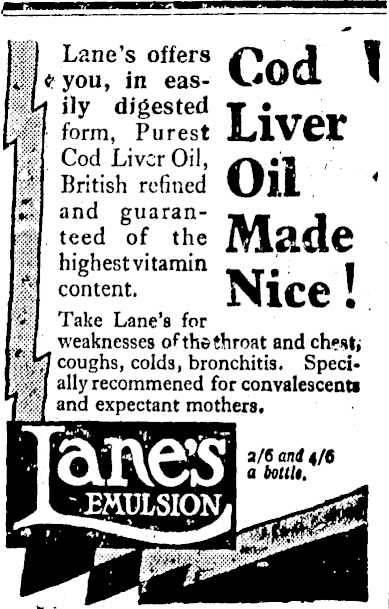 Lane's offers
you, in eas-
ily digested
form, Purest
Cod Liver Oil,
British refined
and guaran-
teed of the
highest vitamin
content.
Cod
Liver
Oil
Made
Nice!
Take Lane's for
weaknesses of the throat and chest,
coughs, colds, bronchitis. Speci-
ally recommened for convalescents
and expectant mothers.
Lane's
EMULSION
2/6 and 4/6
a bottle.